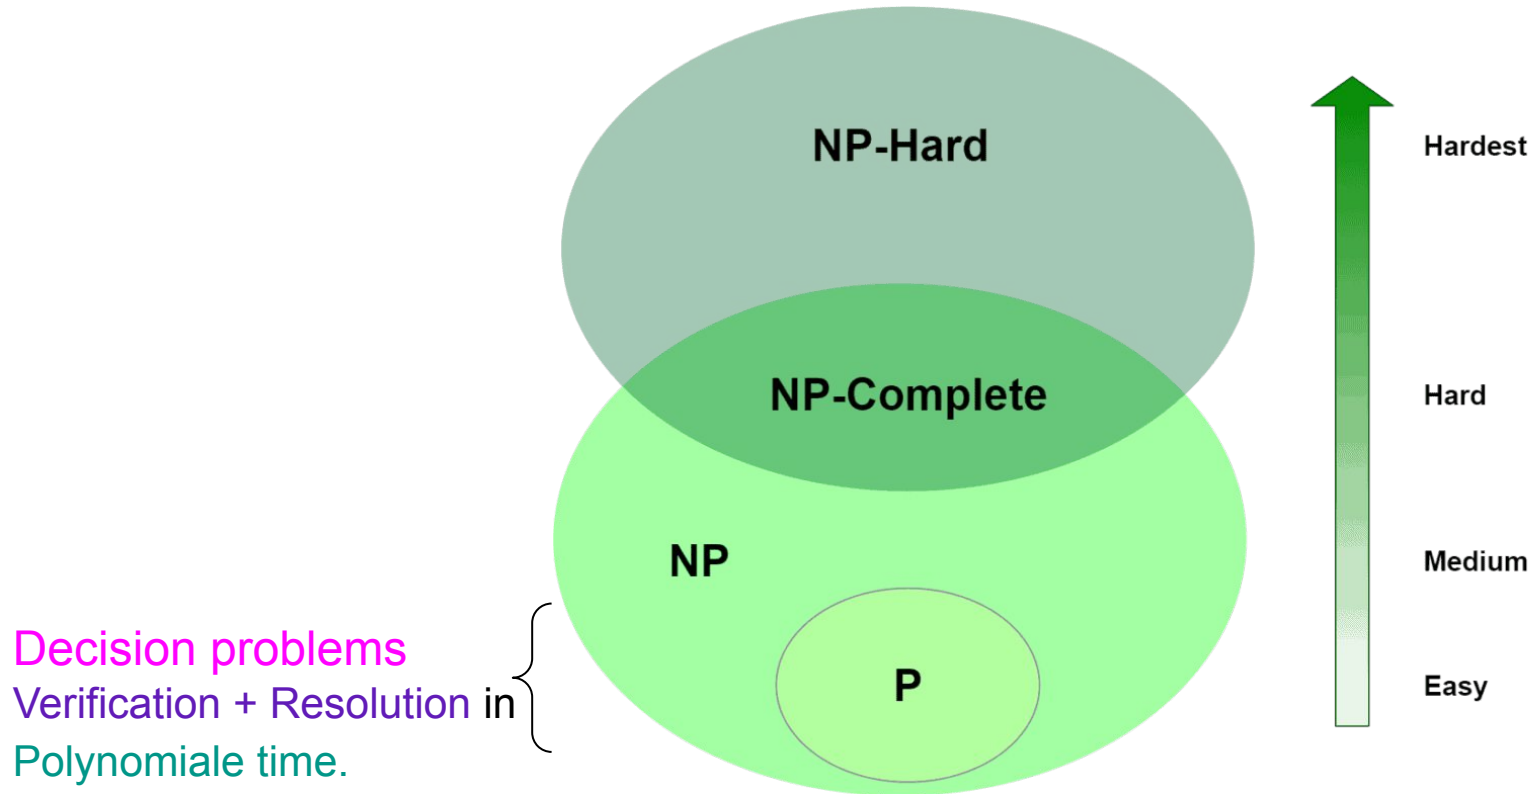 NP-Hard
Hardest
NP-Complete
Hard
NP
Medium
Decision problems
Verification + Resolution in
Polynomiale time.
P
Easy